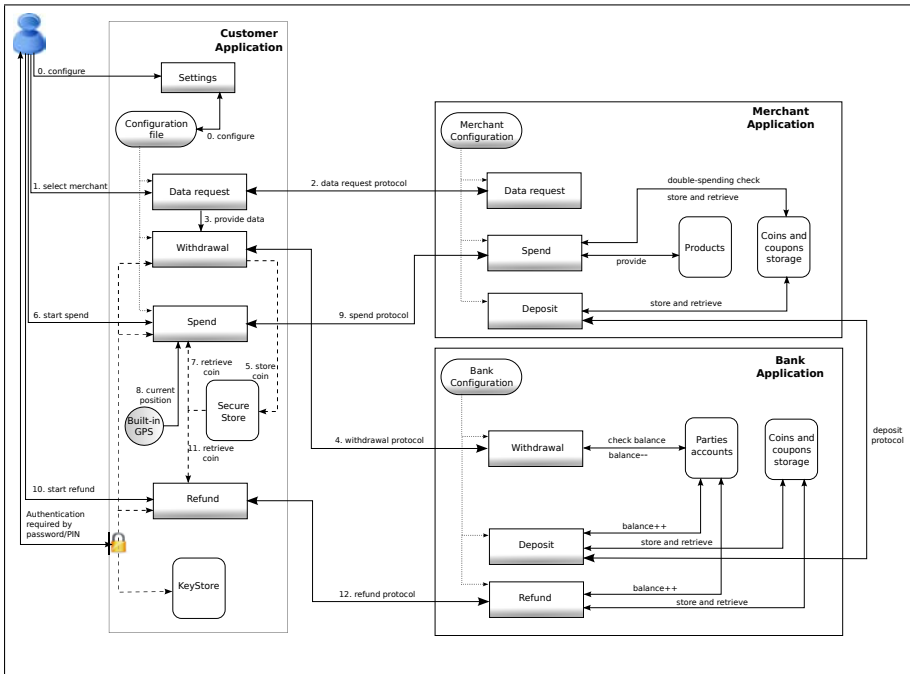 Customer
Application
0. configure
Settings
Configuration
file
0. configure
1. select merchant
Data request
2. data request protocol
3. provide data
Withdrawal
6. start spend
Spend
9. spend protocol
7. retrieve
coin
5. store
coin
8. current
position
Secure
Store
Built-in
GPS
4. withdrawal protocol
11. retrieve
coin
10. start refund
Refund
Authentication
required by
password/PIN
KeyStore
12. refund protocol
Merchant
Application
Merchant
Configuration
Data request
double-spending check
store and retrieve
Spend
provide
Products
Coins and
coupons
storage
Deposit
store and retrieve
Bank
Application
Bank
Configuration
deposit
protocol
Withdrawal
check balance
balance--
Parties
accounts
Coins and
coupons
storage
Deposit
balance++
store and retrieve
Refund
balance++
store and retrieve